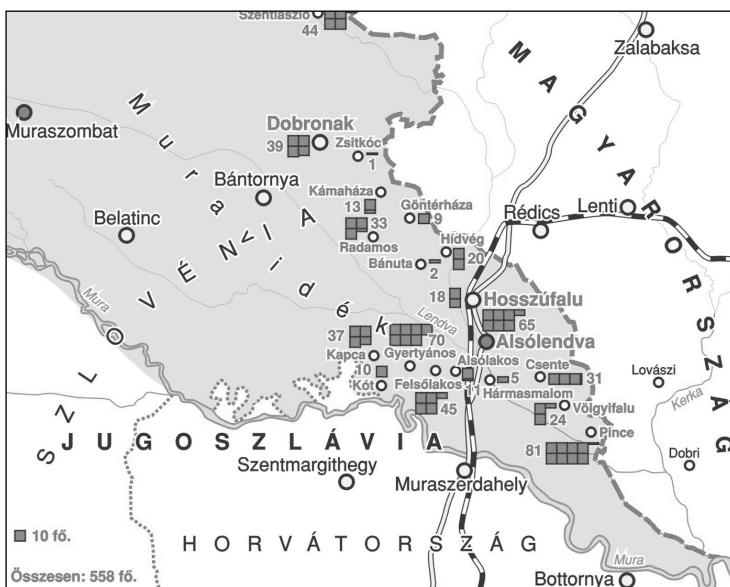 Szentlászló
44
Zalabaksa
MAGYARORSZÁG
Muraszombat
Muravidék
Dobronak
39
Zsitkóc
1
Kámaháza
Bántornya
13
Göntérháza
9
Belatinc
33
Radamos
Rédics
Lenti
Hídvég
20
Bánuta
2
SZLOVÉNIA
Mura
18
Hosszúfalu
Lendva
65
37
70
Alsólendva
Kapca
Gyertyános
Alsólakos
Csente
10
Kót
Felsőlakos
11
5
31
Lovászi
Hármasmalom
Kerka
45
24
Völgyifalu
Pince
JUGOSZLÁVIA
81
Dobri
Szentmargithegy
Muraszerdahely
10 fő.
HORVÁTORSZÁG
Mura
Összesen: 558 fő.
Bottornya